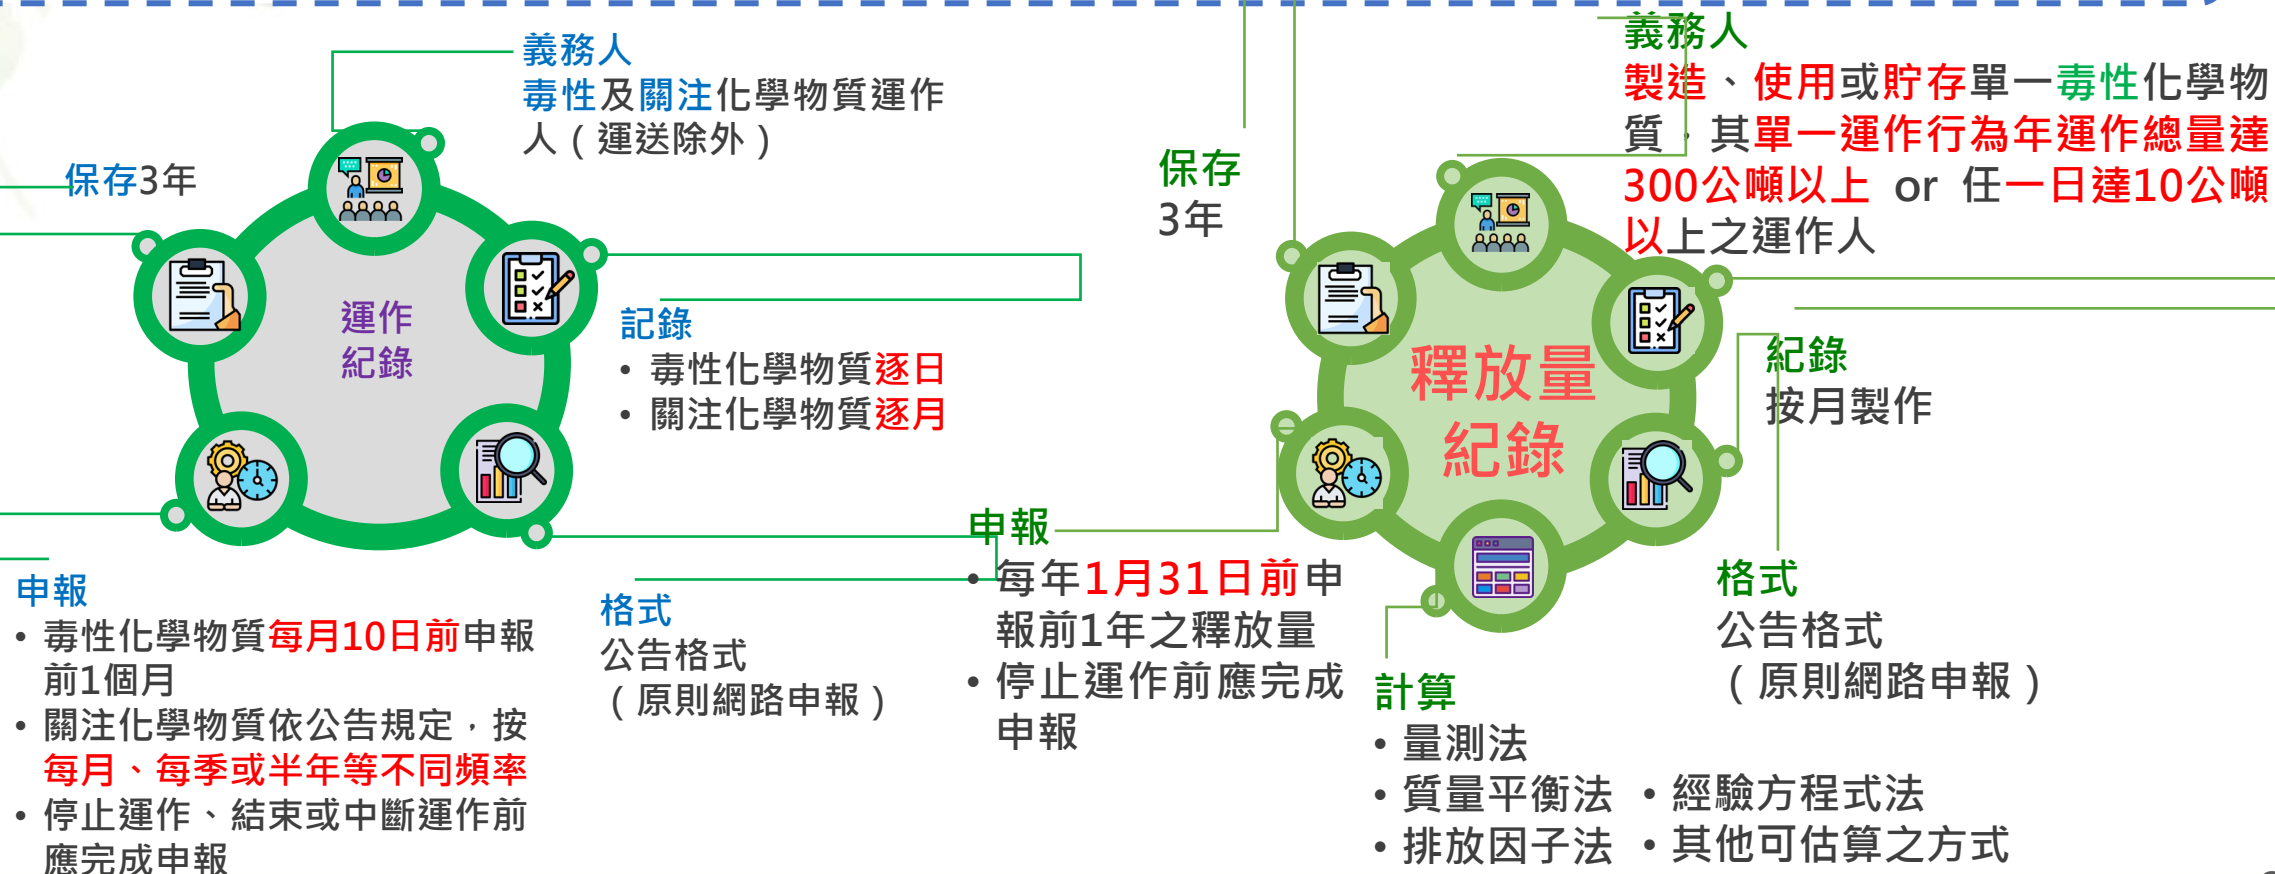 義務人
毒性及關注化學物質運作
人（運送除外）
保存3年
運作
紀錄
記錄
• 毒性化學物質逐日
• 關注化學物質逐月
申報
• 毒性化學物質每月10日前申報
前1個月
• 關注化學物質依公告規定，按
每月、每季或半年等不同頻率
• 停止運作、結束或中斷運作前
應完成申報
格式
公告格式
（原則網路申報）
義務人
製造、使用或貯存單一毒性化學物
質，其單一運作行為年運作總量達
300公噸以上 or 任一日達10公噸
以上之運作人
保存
3年
釋放量
紀錄
紀錄
按月製作
申報
• 每年1月31日前申
報前1年之釋放量
• 停止運作前應完成
申報
格式
公告格式
（原則網路申報）
計算
• 量測法
• 質量平衡法 • 經驗方程式法
• 排放因子法 • 其他可估算之方式